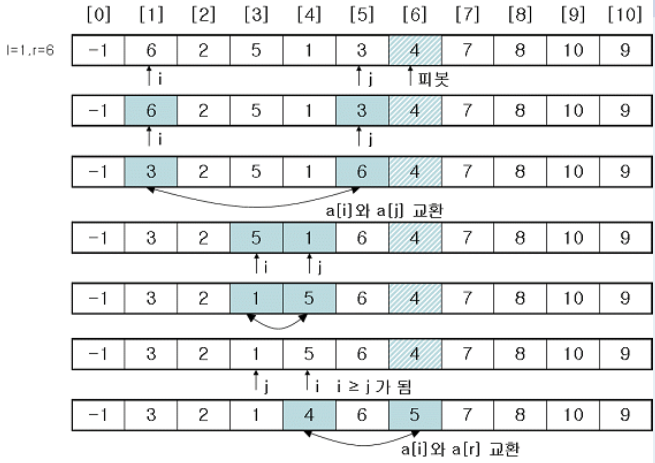 [0] [1] [2] [3] [4] [5] [6] [7] [8] [9] [10]
l=1,r=6 -1 6 2 5 1 3 4 7 8 10 9
i j 피봇
-1 6 2 5 1 3 4 7 8 10 9
i j
-1 3 2 5 1 6 4 7 8 10 9
a[i]와 a[j] 교환
-1 3 2 5 1 6 4 7 8 10 9
i j
-1 3 2 1 5 6 4 7 8 10 9
-1 3 2 1 5 6 4 7 8 10 9
j i i ≥ j 가 됨
-1 3 2 1 4 6 5 7 8 10 9
a[i]와 a[r] 교환